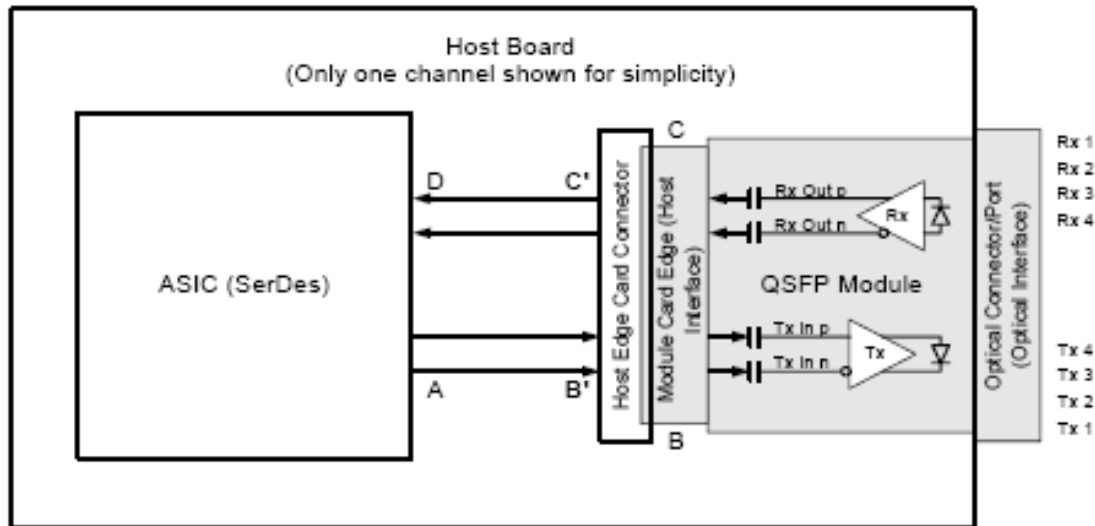 Host Board
(Only one channel shown for simplicity)
ASIC (SerDes)
D
C'
A
B'
Host Edge Card Connector
C
Module Card Edge (Host
Interface)
B
Rx Out p
Rx Out n
Rx
QSFP Module
Tx In p
Tx In n
Tx
Optical Connector/Port
(Optical Interface)
Rx 1
Rx 2
Rx 3
Rx 4
Tx 4
Tx 3
Tx 2
Tx 1